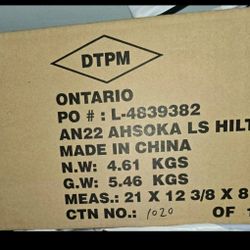 DTPM
ONTARIO
PO # : L-4839382
AN22 AHSOKA LS HILT
MADE IN CHINA
N.W: 4.61 KGS
G.W: 5.46 KGS
MEAS.: 21 X 12 3/8 X 8
CTN NO.: 1020 OF